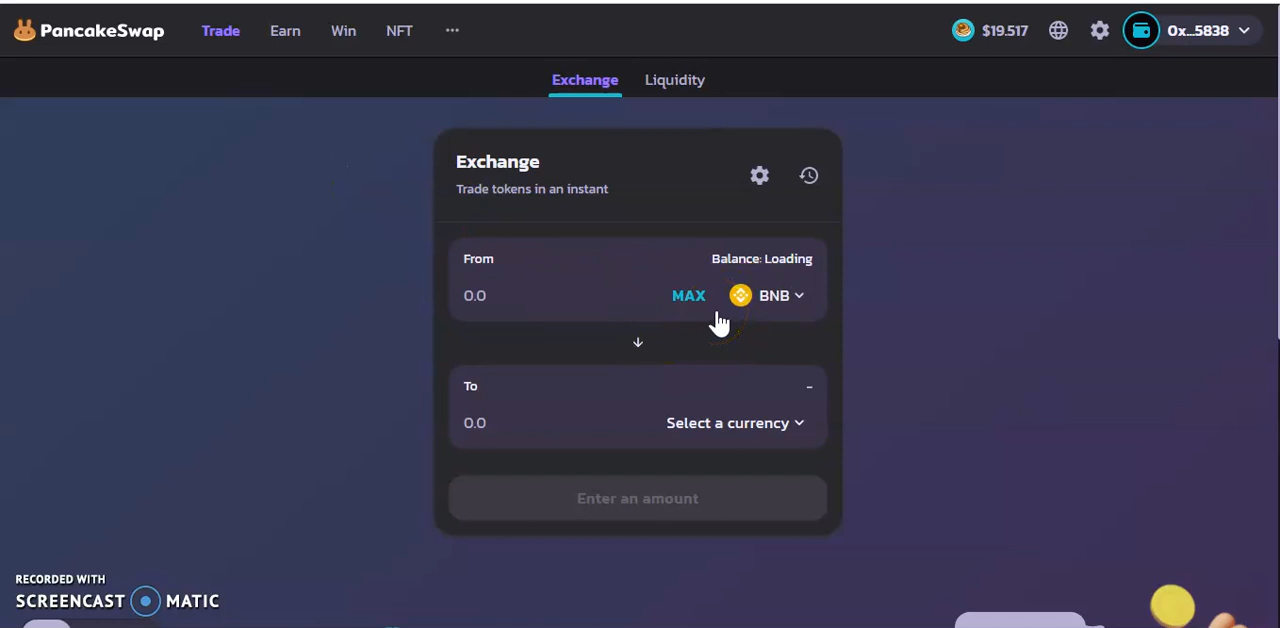 PancakeSwap Trade Earn Win NFT ... $19.517 0x...5838
Exchange Liquidity
Exchange
Trade tokens in an instant
From Balance: Loading
0.0 MAX BNB
To -
0.0 Select a currency
Enter an amount
RECORDED WITH
SCREENCAST MATIC